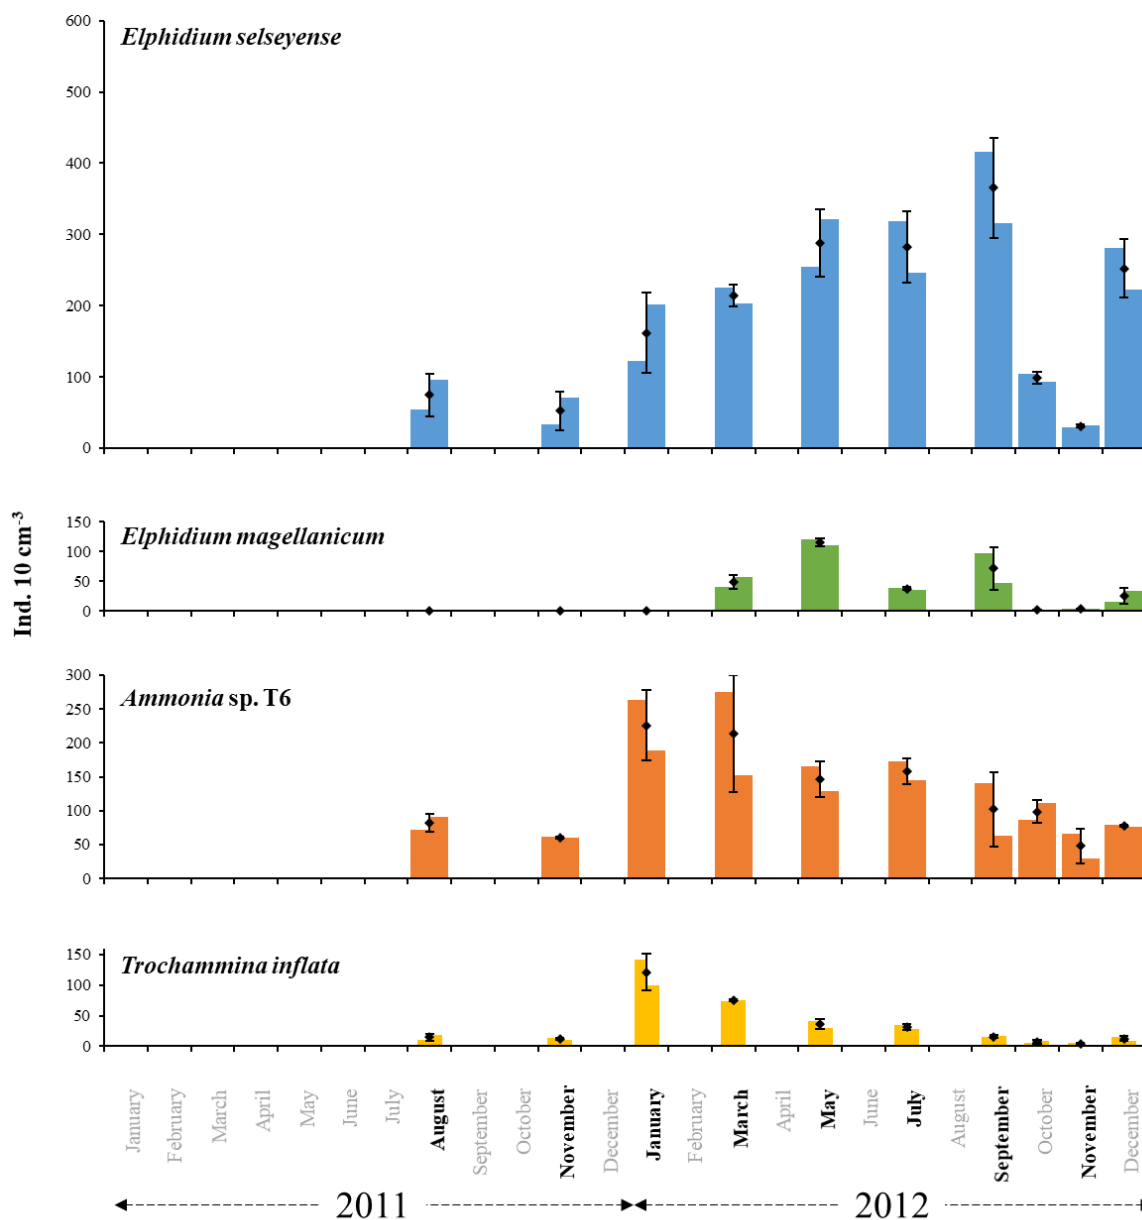 Elphidium selseyense
600
500
400
300
200
100
0
Elphidium magellanicum
150
100
50
0
Ind. 10 cm-3
Ammonia sp. T6
300
250
200
150
100
50
0
Trochammina inflata
150
100
50
0
January
February
March
April
May
June
July
August
September
October
November
December
January
February
March
April
May
June
July
August
September
October
November
December
2011
2012